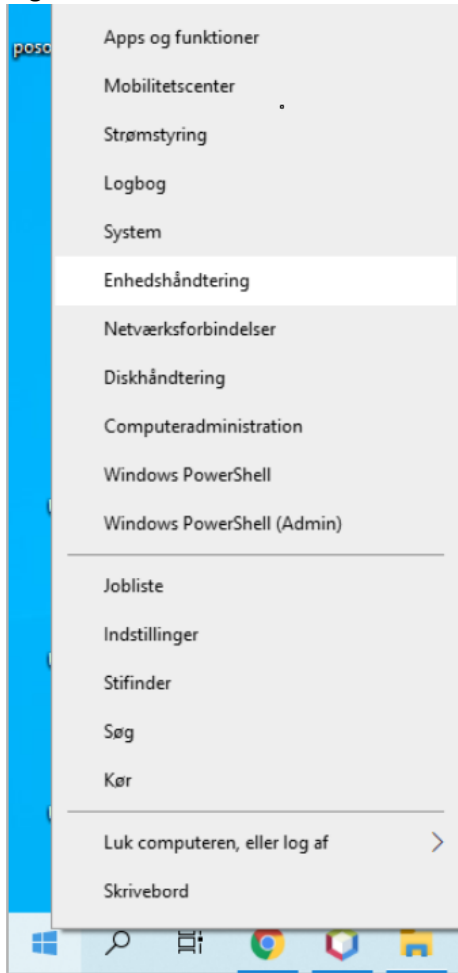 poso
Apps og funktioner
Mobilitetscenter
Strømstyring
Logbog
System
Enhedshåndtering
Netværksforbindelser
Diskhåndtering
Computeradministration
Windows PowerShell
Windows PowerShell (Admin)
Jobliste
Indstillinger
Stifinder
Søg
Kør
Luk computeren, eller log af
Skrivebord